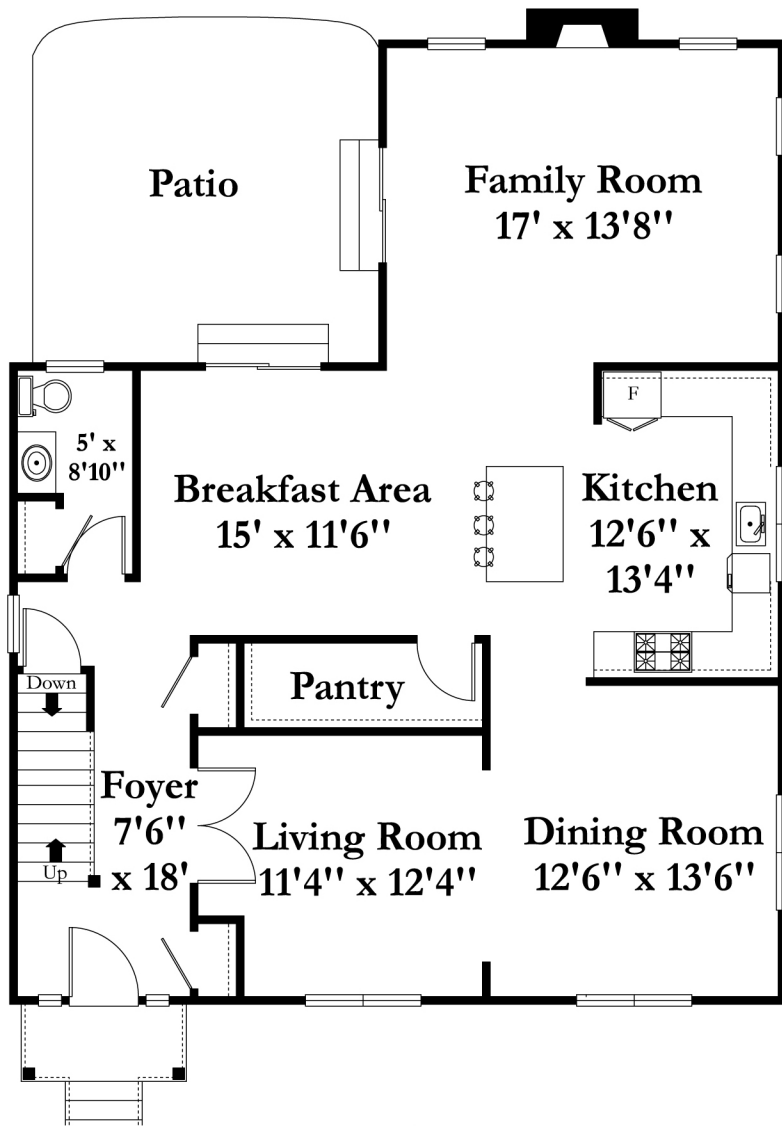 Patio
Family Room
17' x 13'8''
F
5' x
8'10''
Breakfast Area
15' x 11'6''
Kitchen
12'6'' x
13'4''
Down
Pantry
Foyer
7'6''
x 18'
Up
Living Room
11'4'' x 12'4''
Dining Room
12'6'' x 13'6''